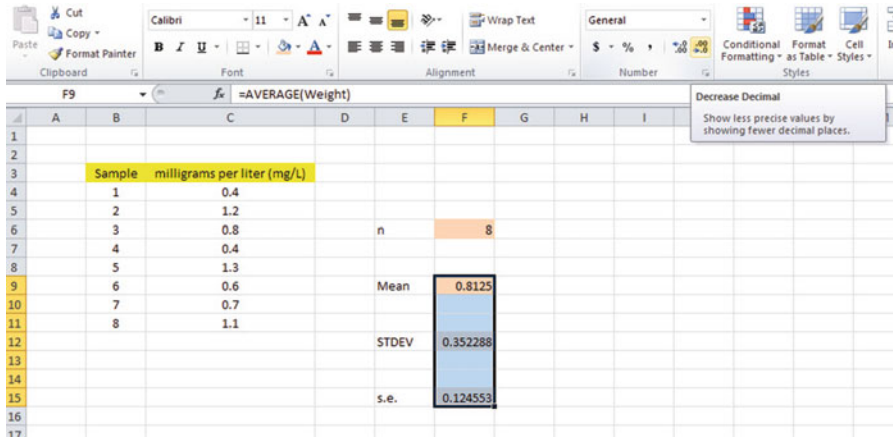 Cut
Copy
Paste
Format Painter
Clipboard
Calibri 11 A A
B I U A
Font
Wrap Text
Merge & Center
Alignment
General
$ % , .00 .00
Number
Conditional Formatting
Format as Table
Cell Styles
Styles
F9 fx =AVERAGE(Weight)
Decrease Decimal
Show less precise values by
showing fewer decimal places.
A B C D E F G H I
1
2
3 Sample milligrams per liter (mg/L)
4 1 0.4
5 2 1.2
6 3 0.8 n 8
7 4 0.4
8 5 1.3
9 6 0.6 Mean 0.8125
10 7 0.7
11 8 1.1
12 STDEV 0.352288
13
14
15 s.e. 0.124553
16
17